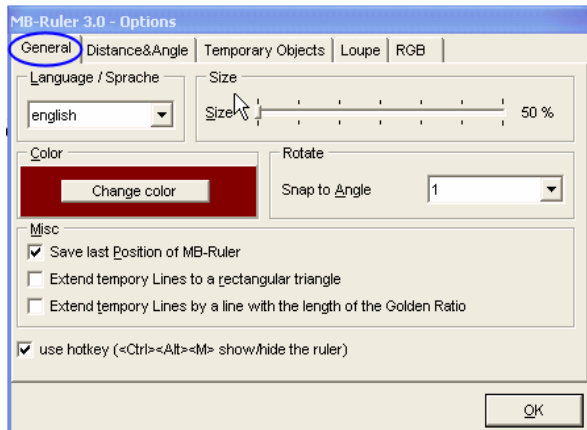 MB-Ruler 3.0 - Options
General Distance&Angle Temporary Objects Loupe RGB
Language / Sprache Size
english Size 50 %
Color Rotate
Change color Snap to Angle 1
Misc
Save last Position of MB-Ruler
Extend tempory Lines to a rectangular triangle
Extend tempory Lines by a line with the length of the Golden Ratio
use hotkey (<Ctrl><Alt><M> show/hide the ruler)
OK